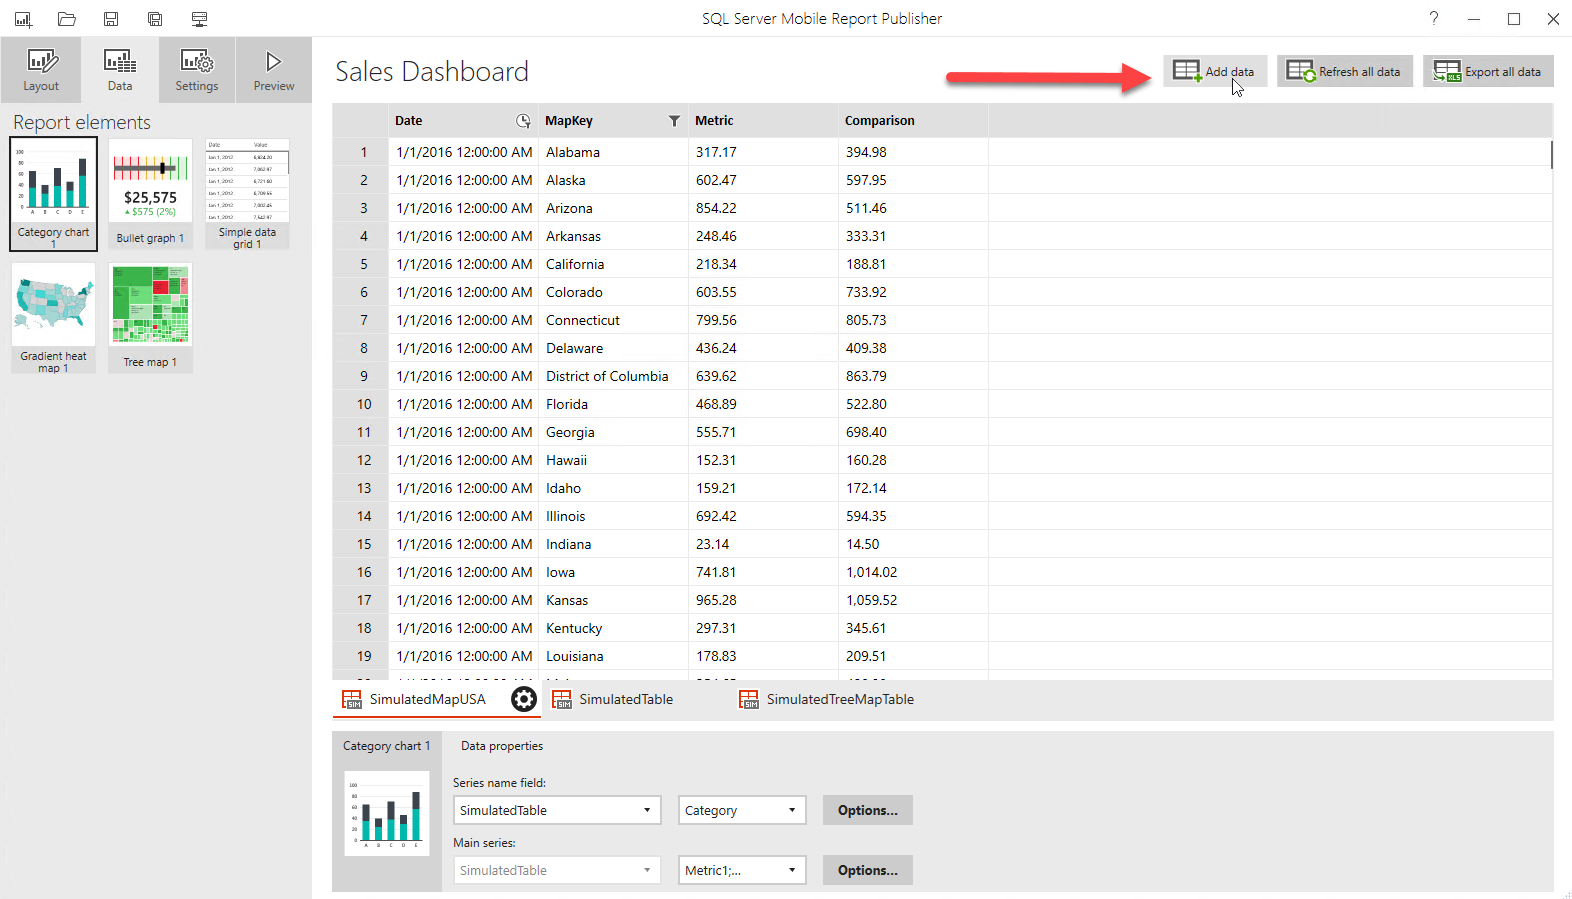 SQL Server Mobile Report Publisher
?
Layout
Data
Settings
Preview
Sales Dashboard
Add data
Refresh all data
XLS
Export all data
Report elements
Category chart
1
$25,575
$575 (2%)
Bullet graph 1
Date Value
Simple data
grid 1
Gradient heat
map 1
Tree map 1
Date MapKey Metric Comparison
1 1/1/2016 12:00:00 AM Alabama 317.17 394.98
2 1/1/2016 12:00:00 AM Alaska 602.47 597.95
3 1/1/2016 12:00:00 AM Arizona 854.22 511.46
4 1/1/2016 12:00:00 AM Arkansas 248.46 333.31
5 1/1/2016 12:00:00 AM California 218.34 188.81
6 1/1/2016 12:00:00 AM Colorado 603.55 733.92
7 1/1/2016 12:00:00 AM Connecticut 799.56 805.73
8 1/1/2016 12:00:00 AM Delaware 436.24 409.38
9 1/1/2016 12:00:00 AM District of Columbia 639.62 863.79
10 1/1/2016 12:00:00 AM Florida 468.89 522.80
11 1/1/2016 12:00:00 AM Georgia 555.71 698.40
12 1/1/2016 12:00:00 AM Hawaii 152.31 160.28
13 1/1/2016 12:00:00 AM Idaho 159.21 172.14
14 1/1/2016 12:00:00 AM Illinois 692.42 594.35
15 1/1/2016 12:00:00 AM Indiana 23.14 14.50
16 1/1/2016 12:00:00 AM Iowa 741.81 1,014.02
17 1/1/2016 12:00:00 AM Kansas 965.28 1,059.52
18 1/1/2016 12:00:00 AM Kentucky 297.31 345.61
19 1/1/2016 12:00:00 AM Louisiana 178.83 209.51
SIM SimulatedMapUSA
SIM SimulatedTable
SIM SimulatedTreeMapTable
Category chart 1
100
80
60
40
20
0
A B C D E
Data properties
Series name field:
SimulatedTable Category Options...
Main series:
SimulatedTable Metric1;... Options...